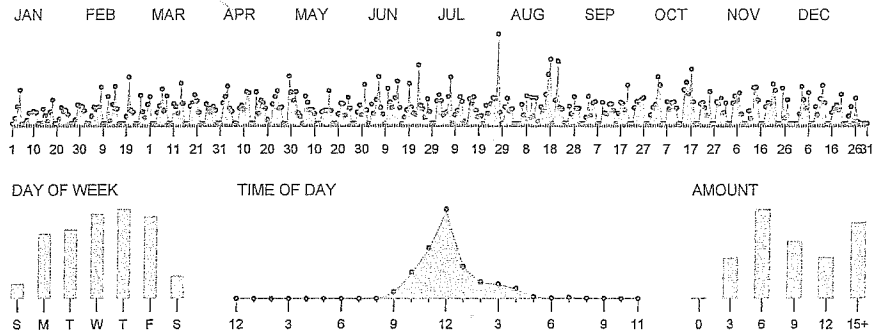 JAN FEB MAR APR MAY JUN JUL AUG SEP OCT NOV DEC
1 10 20 30 9 19 1 11 21 31 10 20 30 10 20 30 9 19 29 9 19 29 8 18 28 7 17 27 7 17 27 6 16 26 6 16 26 31
DAY OF WEEK TIME OF DAY AMOUNT
S M T W T F S 12 3 6 9 12 3 6 9 11 0 3 6 9 12 15+